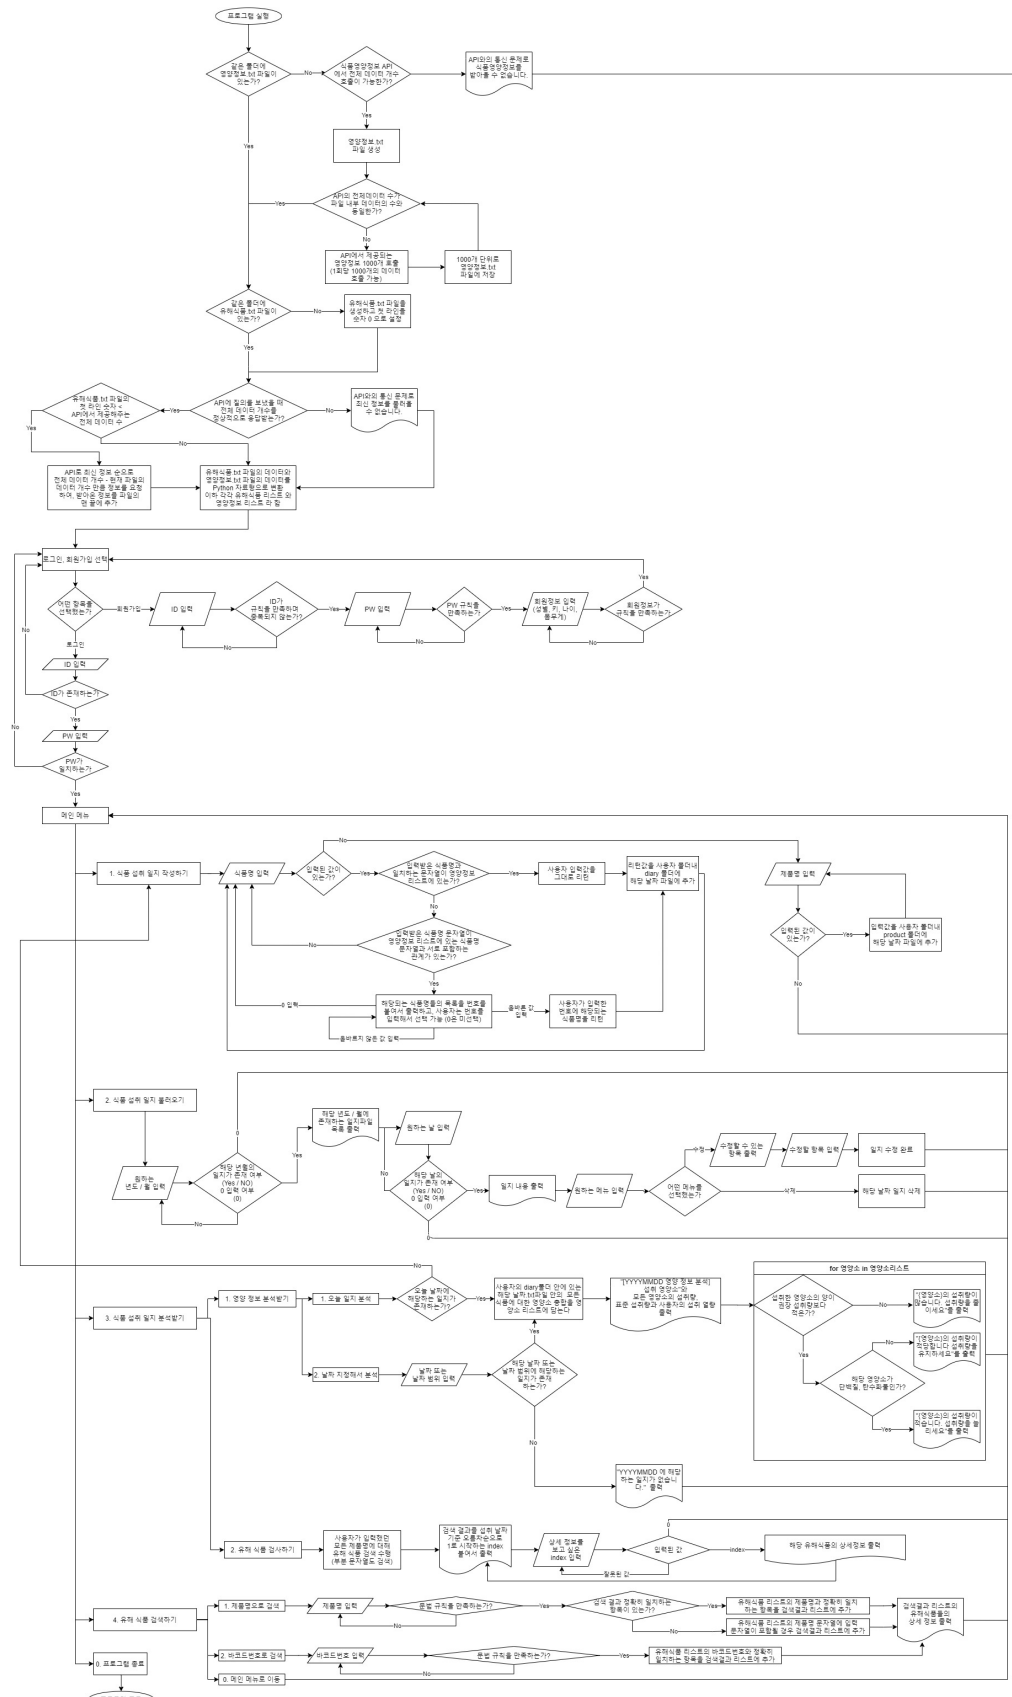 프로그램 실행
같은 폴더에
영양정보.txt 파일이
있는가?
No
식품영양정보 API
에서 전체 데이터 개수
호출이 가능한가?
No
API와의 통신 문제로
식품영양정보를
받아올 수 없습니다.
Yes
Yes
영양정보.txt
파일 생성
API의 전체데이터 수가
파일 내부 데이터의 수와
동일한가?
Yes
No
API에서 제공되는
영양정보 1000개 호출
(1회당 1000개의 데이터
호출 가능)
1000개 단위로
영양정보.txt
파일에 저장
같은 폴더에
유해식품.txt 파일이
있는가?
No
유해식품.txt 파일을
생성하고 첫 라인을
숫자 0 으로 설정
Yes
유해식품.txt 파일의
첫 라인 숫자 <
API에서 제공해주는
전체 데이터 수
Yes
API에 질의를 보냈을 때
전체 데이터 개수를
정상적으로 응답받는가?
No
API와의 통신 문제로
최신 정보를 불러올
수 없습니다.
Yes
No
No
API로 최신 정보 순으로
전체 데이터 개수 - 현재 파일의
데이터 개수 만큼 정보를 요청
하여, 받아온 정보를 파일의
맨 끝에 추가
유해식품.txt 파일의 데이터와
영양정보.txt 파일의 데이터를
Python 자료형으로 변환
이하 각각 유해식품 리스트 와
영양정보 리스트 라 함
로그인, 회원가입 선택
Yes
어떤 항목을
선택했는가
회원가입
ID 입력
ID가
규칙을 만족하며
중복되지 않는가?
Yes
PW 입력
PW 규칙을
만족하는가
Yes
회원정보 입력
(성별, 키, 나이,
몸무게)
회원정보가
규칙을 만족하는가
No
No
No
No
로그인
ID 입력
ID가 존재하는가
Yes
No
PW 입력
PW가
일치하는가
Yes
메인 메뉴
No
1. 식품 섭취 일지 작성하기
식품명 입력
입력된 값이
있는가?
Yes
입력받은 식품명과
일치하는 문자열이 영양정보
리스트에 있는가?
Yes
사용자 입력값을
그대로 리턴
리턴값을 사용자 폴더내
diary 폴더에
해당 날짜 파일에 추가
제품명 입력
No
No
입력받은 식품명 문자열이
영양정보 리스트에 있는 식품명
문자열과 서로 포함하는
관계가 있는가?
입력된 값이
있는가?
Yes
입력값을 사용자 폴더내
product 폴더에
해당 날짜 파일에 추가
Yes
No
0 입력
해당되는 식품명들의 목록을 번호를
붙여서 출력하고, 사용자는 번호를
입력해서 선택 가능 (0은 미선택)
올바른 값
입력
사용자가 입력한
번호에 해당되는
식품명을 리턴
올바르지 않은 값 입력
2. 식품 섭취 일지 불러오기
0
해당 년도 / 월에
존재하는 일지파일
목록 출력
원하는 날 입력
Yes
원하는
년도 / 월 입력
해당 년월의
일지가 존재 여부
(Yes / NO)
0 입력 여부
(0)
No
No
해당 날의
일지가 존재 여부
(Yes / NO)
0 입력 여부
(0)
Yes
일지 내용 출력
원하는 메뉴 입력
어떤 메뉴를
선택했는가
수정
수정할 수 있는
항목 출력
수정할 항목 입력
일지 수정 완료
삭제
해당 날짜 일지 삭제
0
No
3. 식품 섭취 일지 분석받기
1. 영양 정보 분석받기
1. 오늘 일지 분석
오늘 날짜에
해당하는 일지가
존재하는가?
Yes
사용자의 diary폴더 안에 있는
해당 날짜.txt파일 안의 모든
식품에 대한 영양소 총합을 영
양소 리스트에 담는다
"[YYYYMMDD 영양 정보 분석]
섭취 영양소"와
모든 영양소의 섭취량,
표준 섭취량과 사용자의 섭취 열량
출력
for 영양소 in 영양소리스트
섭취한 영양소의 양이
권장 섭취량보다
적은가?
No
"(영양소)의 섭취량이
많습니다. 섭취량을 줄
이세요"를 출력
Yes
No
"(영양소)의 섭취량이
적당합니다 섭취량을
유지하세요"를 출력
해당 영양소가
단백질, 탄수화물인가?
Yes
"(영양소)의 섭취량이
적습니다. 섭취량을 늘
리세요"를 출력
2. 날짜 지정해서 분석
날짜 또는
날짜 범위 입력
해당 날짜 또는
날짜 범위에 해당하는
일지가 존재
하는가?
Yes
No
"YYYYMMDD 에 해당
하는 일지가 없습니
다." 출력
2. 유해 식품 검사하기
사용자가 입력했던
모든 제품명에 대해
유해 식품 검색 수행
(부분 문자열도 검색)
검색 결과를 섭취 날짜
기준 오름차순으로
1로 시작하는 index
붙여서 출력
상세 정보를
보고 싶은
index 입력
입력된 값
0
index
해당 유해식품의 상세정보 출력
잘못된 값
4. 유해 식품 검색하기
1. 제품명으로 검색
제품명 입력
문법 규칙을 만족하는가?
Yes
No
검색 결과 정확히 일치하는
항목이 있는가?
Yes
유해식품 리스트의 제품명과 정확히 일치
하는 항목을 검색결과 리스트에 추가
No
유해식품 리스트의 제품명 문자열에 입력
문자열이 포함될 경우 검색결과 리스트에 추가
검색결과 리스트의
유해식품들의
상세 정보 출력
2. 바코드번호로 검색
바코드번호 입력
문법 규칙을 만족하는가?
Yes
No
유해식품 리스트의 바코드번호와 정확히
일치하는 항목을 검색결과 리스트에 추가
0. 메인 메뉴로 이동
0. 프로그램 종료